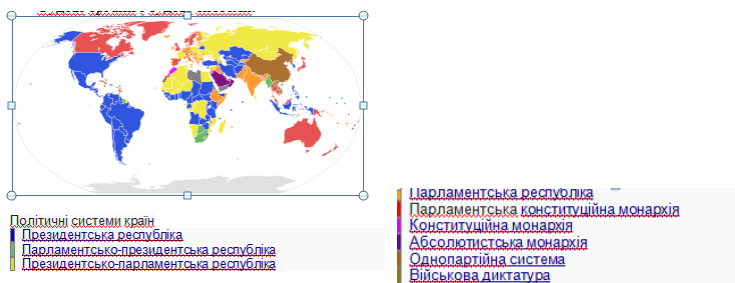 Політичні системи країн
Президентська республіка
Парламентсько-президентська республіка
Президентсько-парламентська республіка
Парламентська республіка
Парламентська конституційна монархія
Конституційна монархія
Абсолютистська монархія
Однопартійна система
Військова диктатура